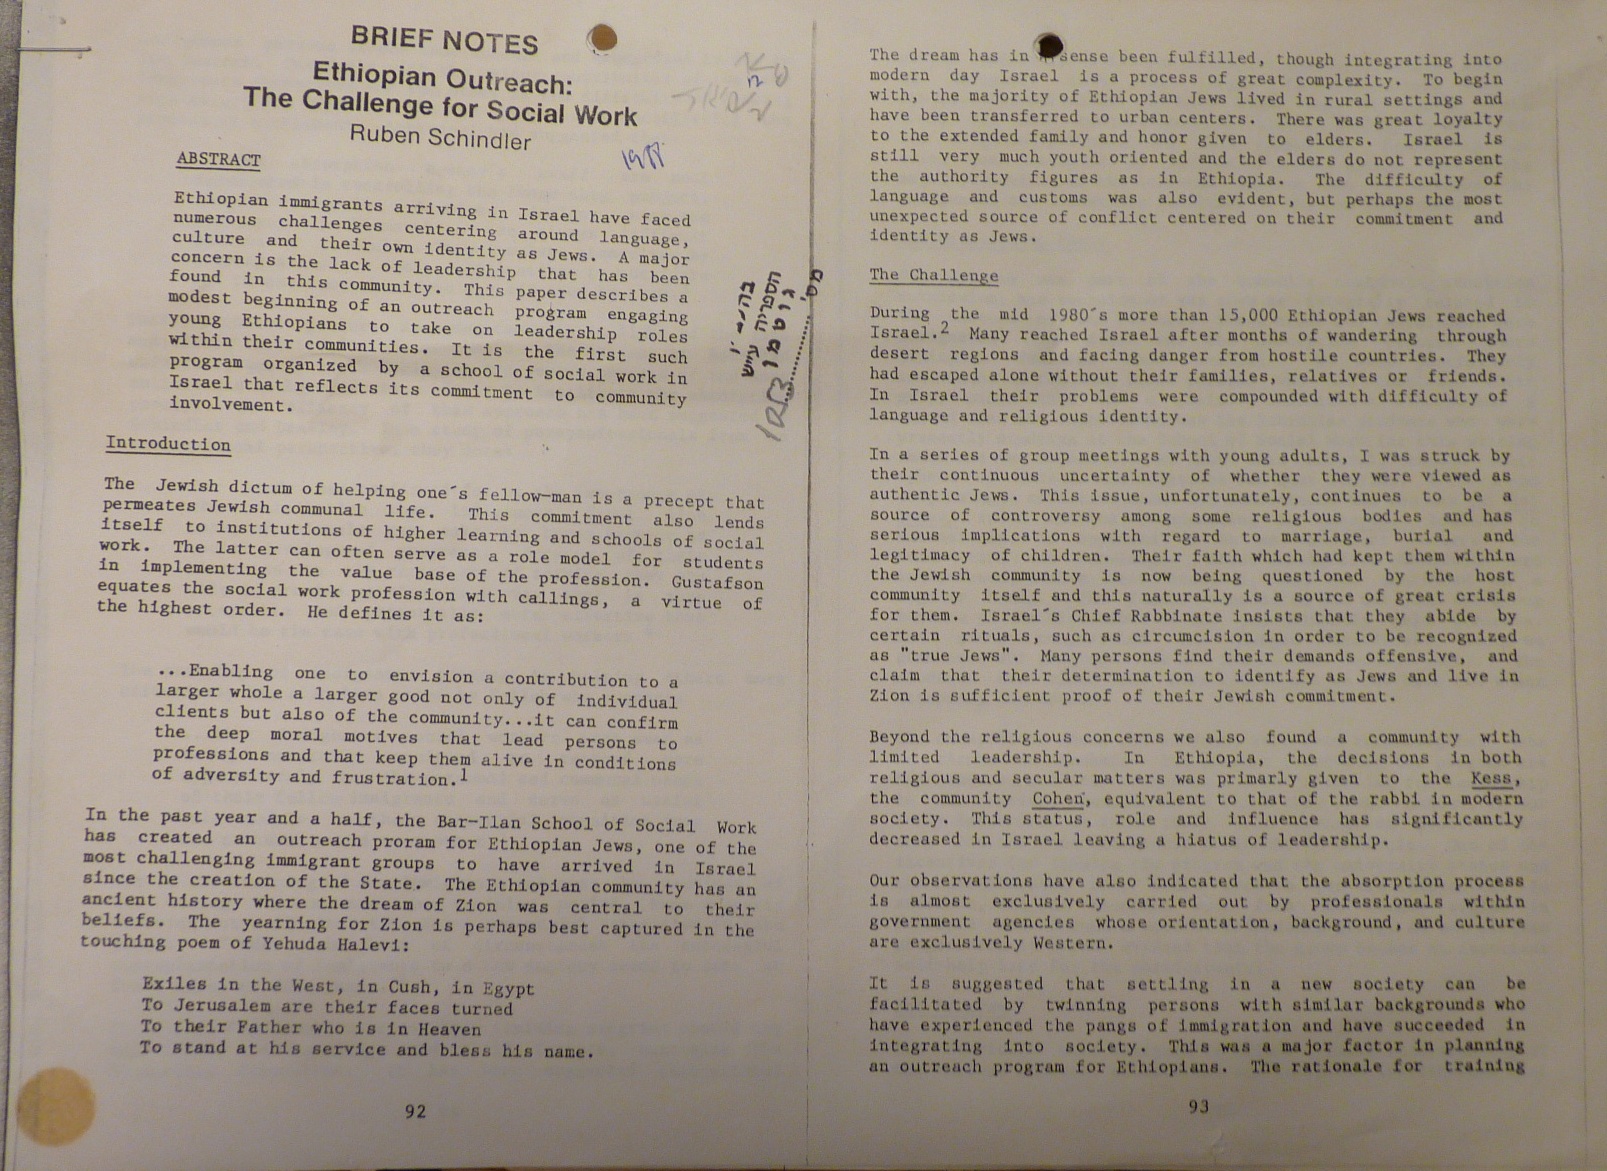 BRIEF NOTES
Ethiopian Outreach:
The Challenge for Social Work
Ruben Schindler
ABSTRACT
Ethiopian immigrants arriving in Israel have faced
numerous challenges centering around language,
culture and their own identity as Jews. A major
concern is the lack of leadership that has been
found in this community. This paper describes a
modest beginning of an outreach program engaging
young Ethiopians to take on leadership roles
within their communities. It is the first such
program organized by a school of social work in
Israel that reflects its commitment to community
involvement.
Introduction
The Jewish dictum of helping one´s fellow-man is a precept that
permeates Jewish communal life. This commitment also lends
itself to institutions of higher learning and schools of social
work. The latter can often serve as a role model for students
in implementing the value base of the profession. Gustafson
equates the social work profession with callings, a virtue of
the highest order. He defines it as:
...Enabling one to envision a contribution to a
larger whole a larger good not only of individual
clients but also of the community...it can confirm
the deep moral motives that lead persons to
professions and that keep them alive in conditions
of adversity and frustration.1
In the past year and a half, the Bar-Ilan School of Social Work
has created an outreach proram for Ethiopian Jews, one of the
most challenging immigrant groups to have arrived in Israel
since the creation of the State. The Ethiopian community has an
ancient history where the dream of Zion was central to their
beliefs. The yearning for Zion is perhaps best captured in the
touching poem of Yehuda Halevi:
Exiles in the West, in Cush, in Egypt
To Jerusalem are their faces turned
To their Father who is in Heaven
To stand at his service and bless his name.
92
הספריה
גוטמן
מס'
The dream has in sense been fulfilled, though integrating into
modern day Israel is a process of great complexity. To begin
with, the majority of Ethiopian Jews lived in rural settings and
have been transferred to urban centers. There was great loyalty
to the extended family and honor given to elders. Israel is
still very much youth oriented and the elders do not represent
the authority figures as in Ethiopia. The difficulty of
language and customs was also evident, but perhaps the most
unexpected source of conflict centered on their commitment and
identity as Jews.
The Challenge
During the mid 1980´s more than 15,000 Ethiopian Jews reached
Israel.2 Many reached Israel after months of wandering through
desert regions and facing danger from hostile countries. They
had escaped alone without their families, relatives or friends.
In Israel their problems were compounded with difficulty of
language and religious identity.
In a series of group meetings with young adults, I was struck by
their continuous uncertainty of whether they were viewed as
authentic Jews. This issue, unfortunately, continues to be a
source of controversy among some religious bodies and has
serious implications with regard to marriage, burial and
legitimacy of children. Their faith which had kept them within
the Jewish community is now being questioned by the host
community itself and this naturally is a source of great crisis
for them. Israel´s Chief Rabbinate insists that they abide by
certain rituals, such as circumcision in order to be recognized
as "true Jews". Many persons find their demands offensive, and
claim that their determination to identify as Jews and live in
Zion is sufficient proof of their Jewish commitment.
Beyond the religious concerns we also found a community with
limited leadership. In Ethiopia, the decisions in both
religious and secular matters was primarly given to the Kess,
the community Cohen, equivalent to that of the rabbi in modern
society. This status, role and influence has significantly
decreased in Israel leaving a hiatus of leadership.
Our observations have also indicated that the absorption process
is almost exclusively carried out by professionals within
government agencies whose orientation, background, and culture
are exclusively Western.
It is suggested that settling in a new society can be
facilitated by twinning persons with similar backgrounds who
have experienced the pangs of immigration and have succeeded in
integrating into society. This was a major factor in planning
an outreach program for Ethiopians. The rationale for training
93